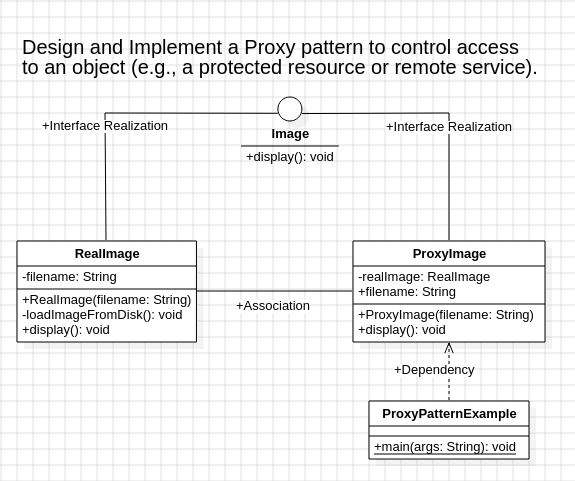 Design and Implement a Proxy pattern to control access
to an object (e.g., a protected resource or remote service).
+Interface Realization
+Interface Realization
Image
+display(): void
RealImage
-filename: String
+RealImage(filename: String)
-loadImageFromDisk(): void
+display(): void
+Association
ProxyImage
-realImage: RealImage
+filename: String
+ProxyImage(filename: String)
+display(): void
+Dependency
ProxyPatternExample
+main(args: String): void